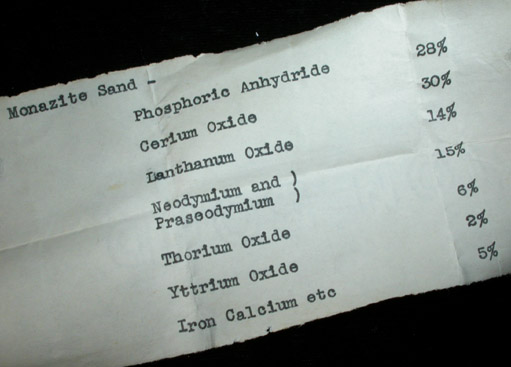 Monazite Sand -
Phosphoric Anhydride 28%
Cerium Oxide 30%
Lanthanum Oxide 14%
Neodymium and ) 15%
Praseodymium )
Thorium Oxide 6%
Yttrium Oxide 2%
Iron Calcium etc 5%